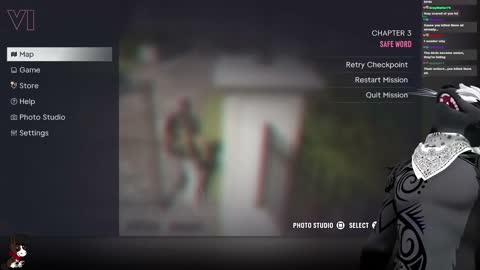 VI
CHAPTER 3
SAFE WORD
Map
Game
Store
Help
Photo Studio
Settings
Retry Checkpoint
Restart Mission
Quit Mission
PHOTO STUDIO
SELECT